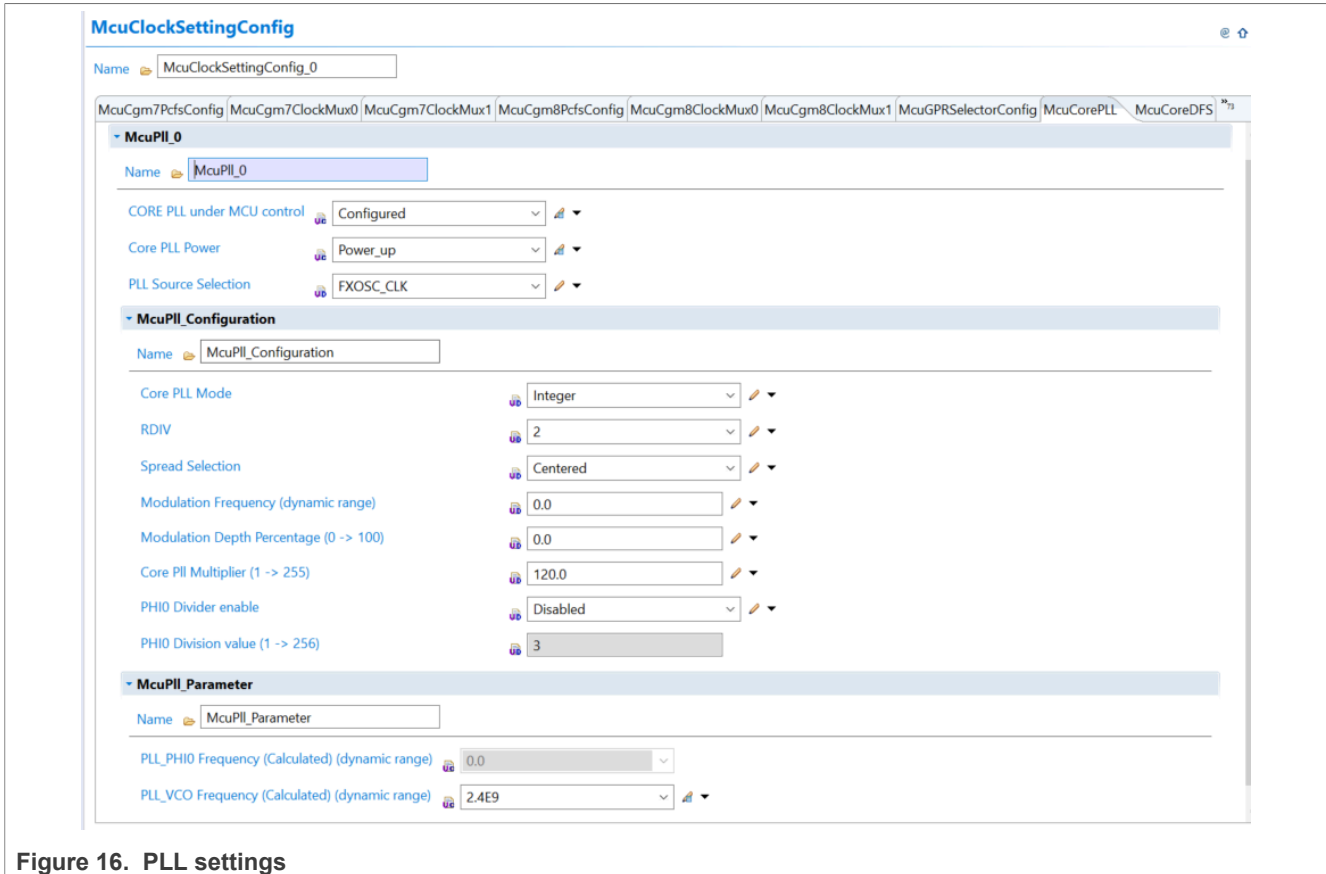 McuClockSettingConfig
Name McuClockSettingConfig_0
McuCgm7PcfsConfig McuCgm7ClockMux0 McuCgm7ClockMux1 McuCgm8PcfsConfig McuCgm8ClockMux0 McuCgm8ClockMux1 McuGPRSelectorConfig McuCorePLL McuCoreDFS
McuPll_0
Name McuPll_0
CORE PLL under MCU control Configured
Core PLL Power Power_up
PLL Source Selection FXOSC_CLK
McuPll_Configuration
Name McuPll_Configuration
Core PLL Mode Integer
RDIV 2
Spread Selection Centered
Modulation Frequency (dynamic range) 0.0
Modulation Depth Percentage (0 -> 100) 0.0
Core Pll Multiplier (1 -> 255) 120.0
PHI0 Divider enable Disabled
PHI0 Division value (1 -> 256) 3
McuPll_Parameter
Name McuPll_Parameter
PLL_PHI0 Frequency (Calculated) (dynamic range) 0.0
PLL_VCO Frequency (Calculated) (dynamic range) 2.4E9
Figure 16. PLL settings